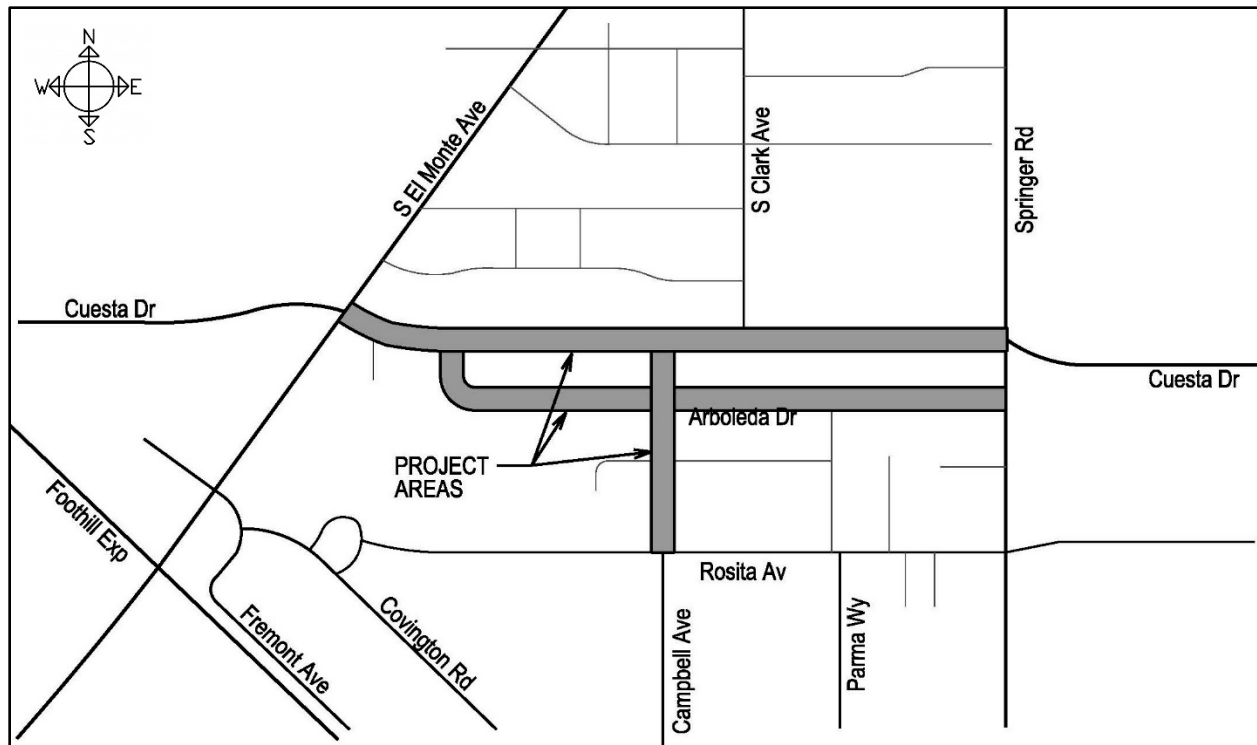 N
W
E
S
S El Monte Ave
S Clark Ave
Springer Rd
Cuesta Dr
Cuesta Dr
Arboleda Dr
PROJECT
AREAS
Foothill Exp
Fremont Ave
Covington Rd
Rosita Av
Campbell Ave
Parma Wy